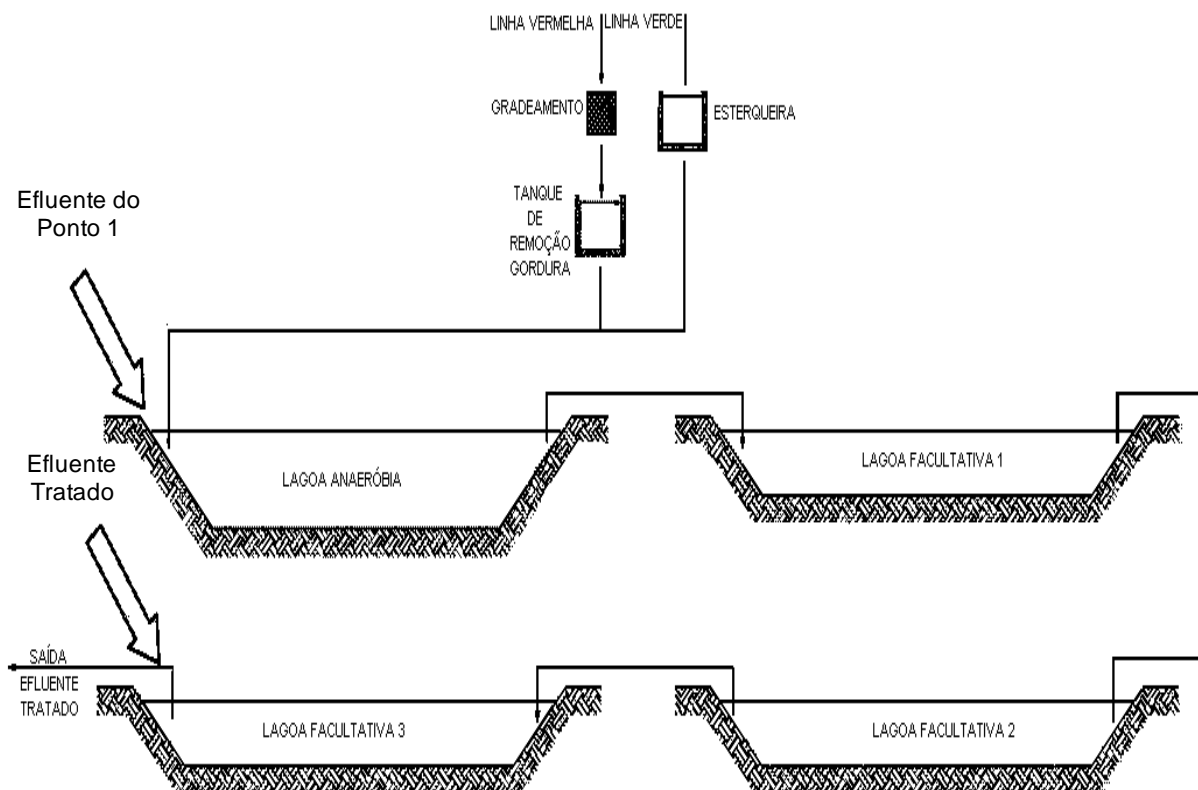 LINHA VERMELHA
LINHA VERDE
GRADEAMENTO
ESTERQUEIRA
TANQUE
DE
REMOÇÃO
GORDURA
Efluente do
Ponto 1
LAGOA ANAERÓBIA
LAGOA FACULTATIVA 1
Efluente
Tratado
SAÍDA
EFLUENTE
TRATADO
LAGOA FACULTATIVA 3
LAGOA FACULTATIVA 2